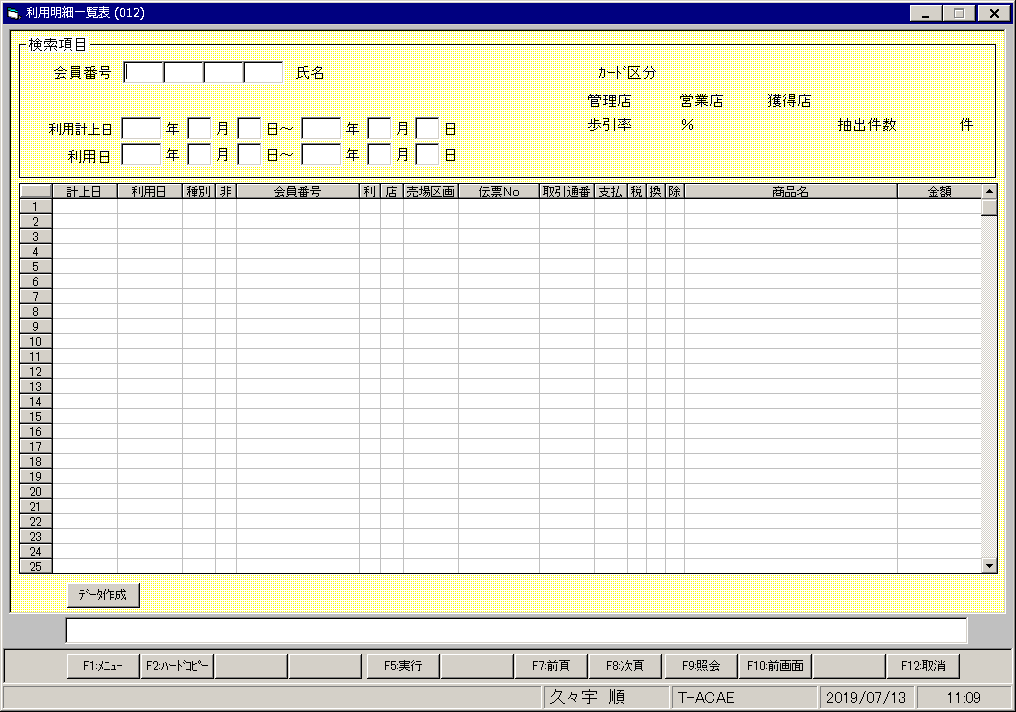 利用明細一覧表 (012)
検索項目
会員番号 氏名 ｶｰﾄﾞ区分
管理店 営業店 獲得店
利用計上日 年 月 日～ 年 月 日 歩引率 % 抽出件数 件
利用日 年 月 日～ 年 月 日
計上日 利用日 種別 非 会員番号 利 店 売場区画 伝票No 取引通番 支払 税 換 除 商品名 金額
1
2
3
4
5
6
7
8
9
10
11
12
13
14
15
16
17
18
19
20
21
22
23
24
25
ﾃﾞｰﾀ作成
F1:ﾒﾆｭｰ F2:ﾊｰﾄﾞｺﾋﾟｰ F5:実行 F7:前頁 F8:次頁 F9:照会 F10:前画面 F12:取消
久々宇 順 T-ACAE 2019/07/13 11:09